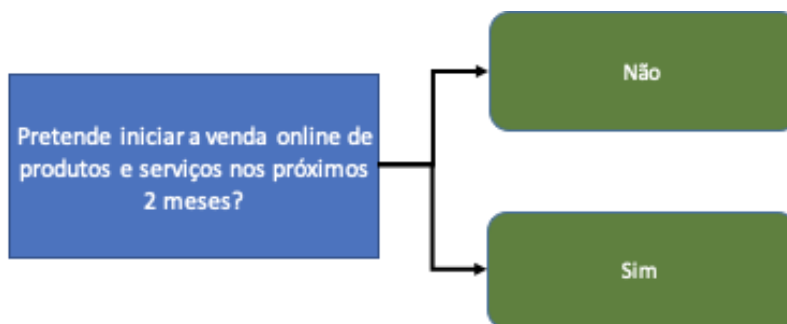 Pretende iniciar a venda online de
produtos e serviços nos próximos
2 meses?
Não
Sim